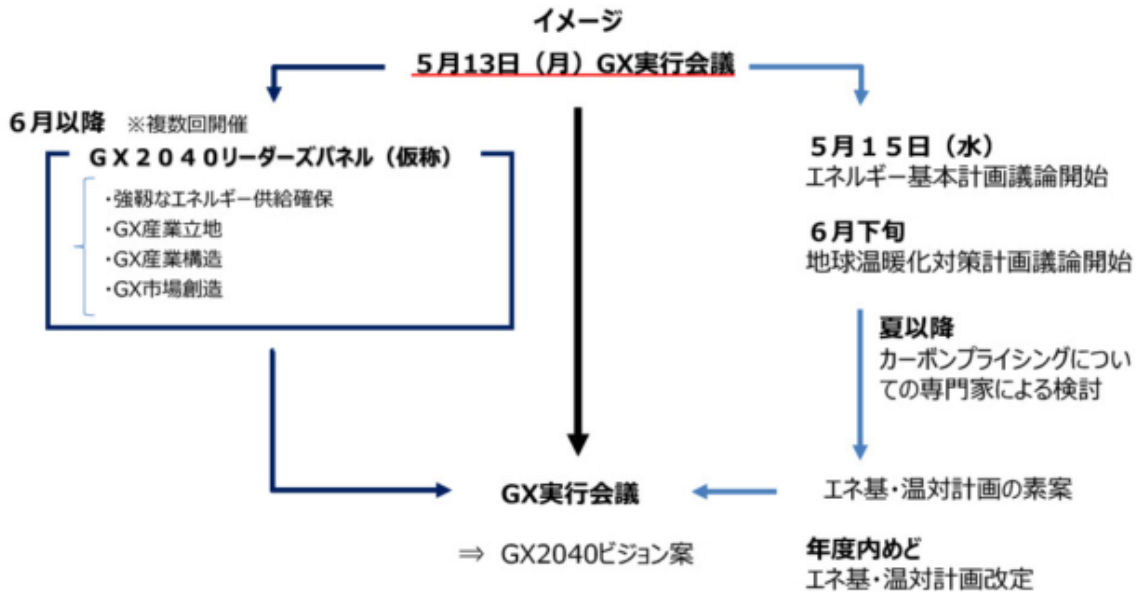 イメージ
5月13日（月）GX実行会議
6月以降 ※複数回開催
GX2040リーダーズパネル（仮称）
・強靱なエネルギー供給確保
・GX産業立地
・GX産業構造
・GX市場創造
5月15日（水）
エネルギー基本計画議論開始
6月下旬
地球温暖化対策計画議論開始
夏以降
カーボンプライシングについ
ての専門家による検討
エネ基・温対計画の素案
GX実行会議
⇒ GX2040ビジョン案
年度内めど
エネ基・温対計画改定